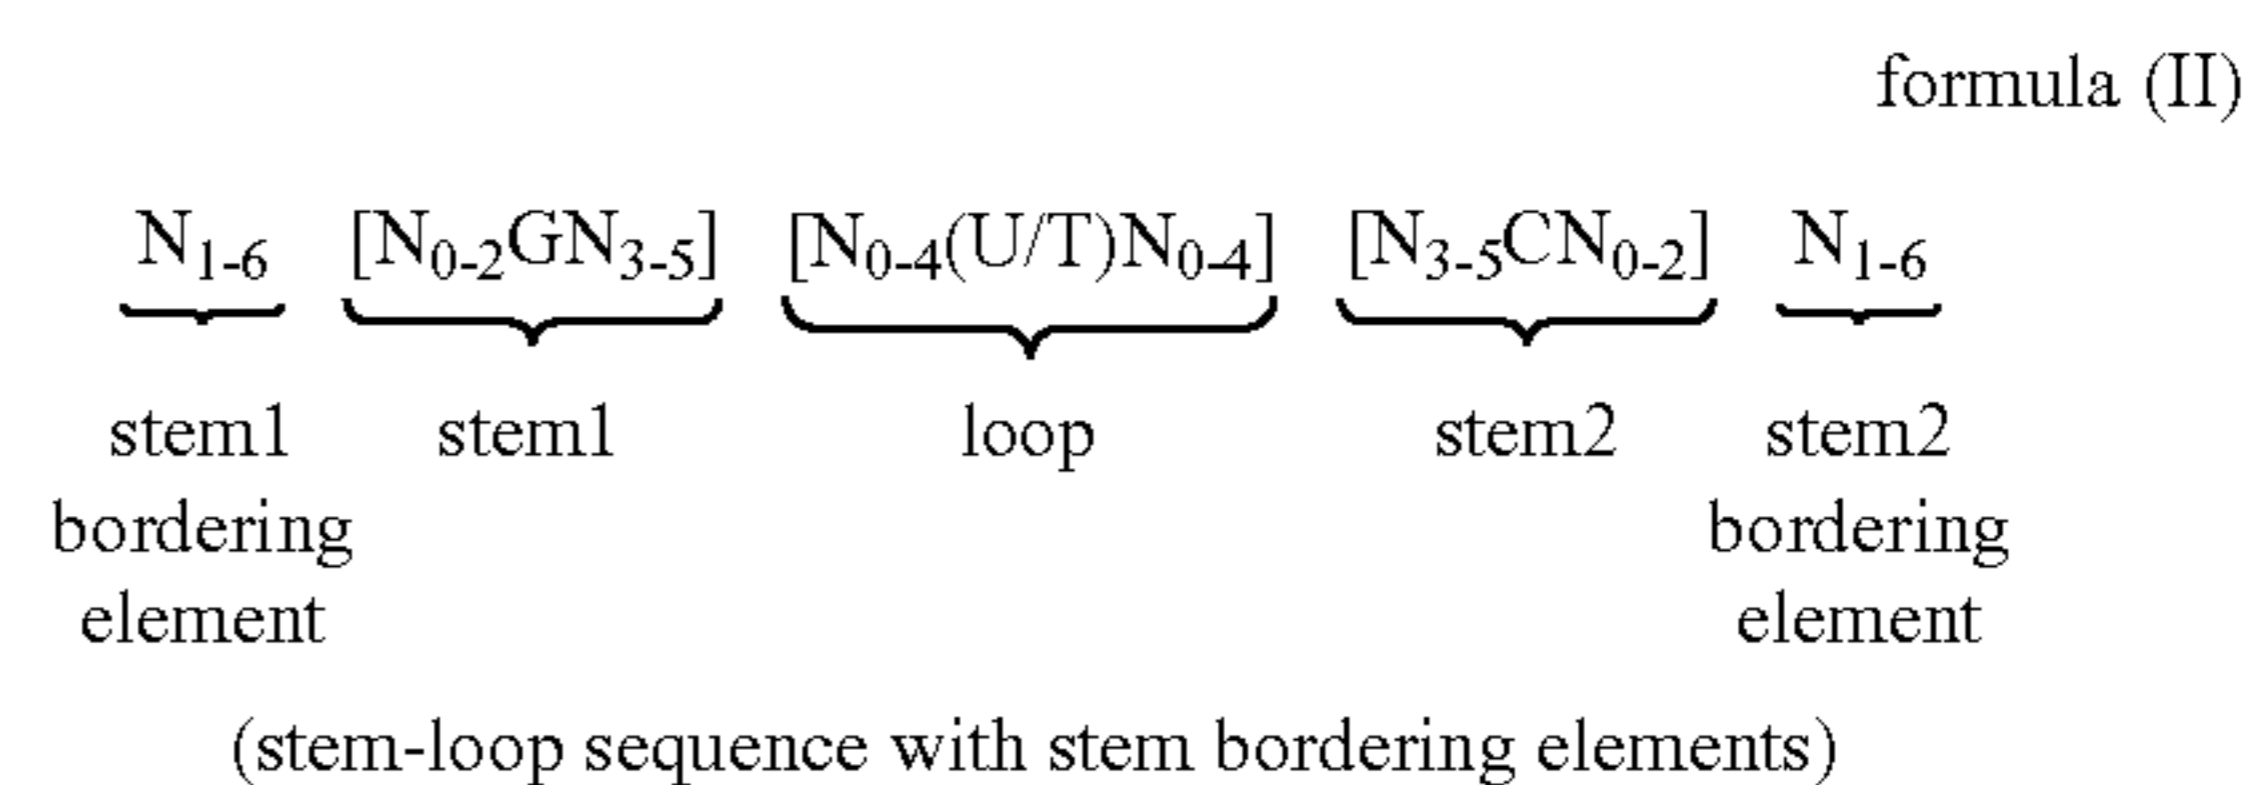 formula (II)
N1-6 [N0-2GN3-5] [N0-4(U/T)N0-4] [N3-5CN0-2] N1-6
stem1 stem1 loop stem2 stem2
bordering bordering
element element
(stem-loop sequence with stem bordering elements)